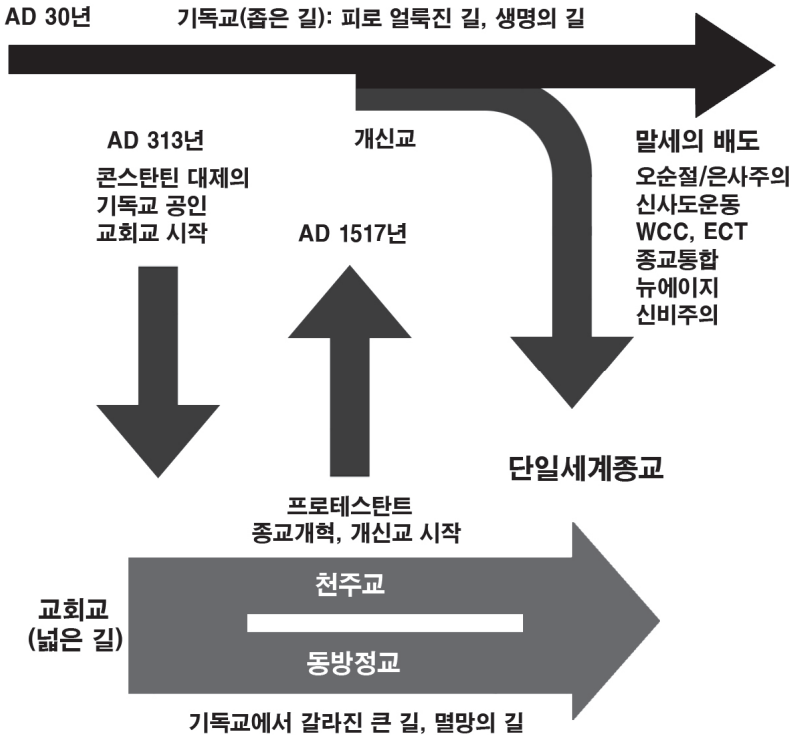 AD 30년
기독교(좁은 길): 피로 얼룩진 길, 생명의 길
AD 313년
콘스탄틴 대제의
기독교 공인
교회교 시작
개신교
AD 1517년
말세의 배도
오순절/은사주의
신사도운동
WCC, ECT
종교통합
뉴에이지
신비주의
단일세계종교
프로테스탄트
종교개혁, 개신교 시작
교회교
(넓은 길)
천주교
동방정교
기독교에서 갈라진 큰 길, 멸망의 길